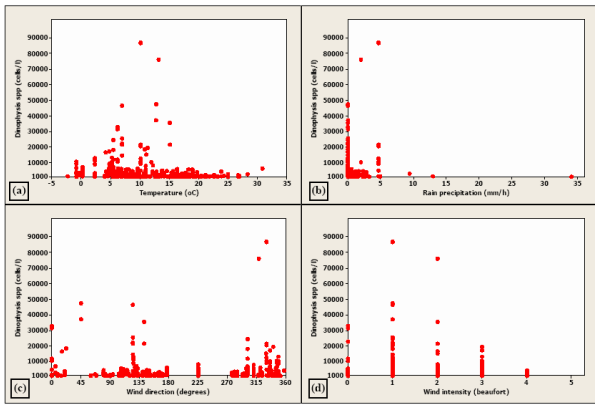 90000
80000
70000
60000
50000
40000
30000
20000
10000
1000
Dinophysis spp (cells/l)
-5 0 5 10 15 20 25 30 35
(a)
Temperature (oC)
90000
80000
70000
60000
50000
40000
30000
20000
10000
1000
Dinophysis spp (cells/l)
0 5 10 15 20 25 30 35
(b)
Rain precipitation (mm/h)
90000
80000
70000
60000
50000
40000
30000
20000
10000
1000
Dinophysis spp (cells/l)
0 45 90 135 180 225 270 315 360
(c)
Wind direction (degrees)
90000
80000
70000
60000
50000
40000
30000
20000
10000
1000
Dinophysis spp (cells/l)
0 1 2 3 4 5
(d)
Wind intensity (beaufort)